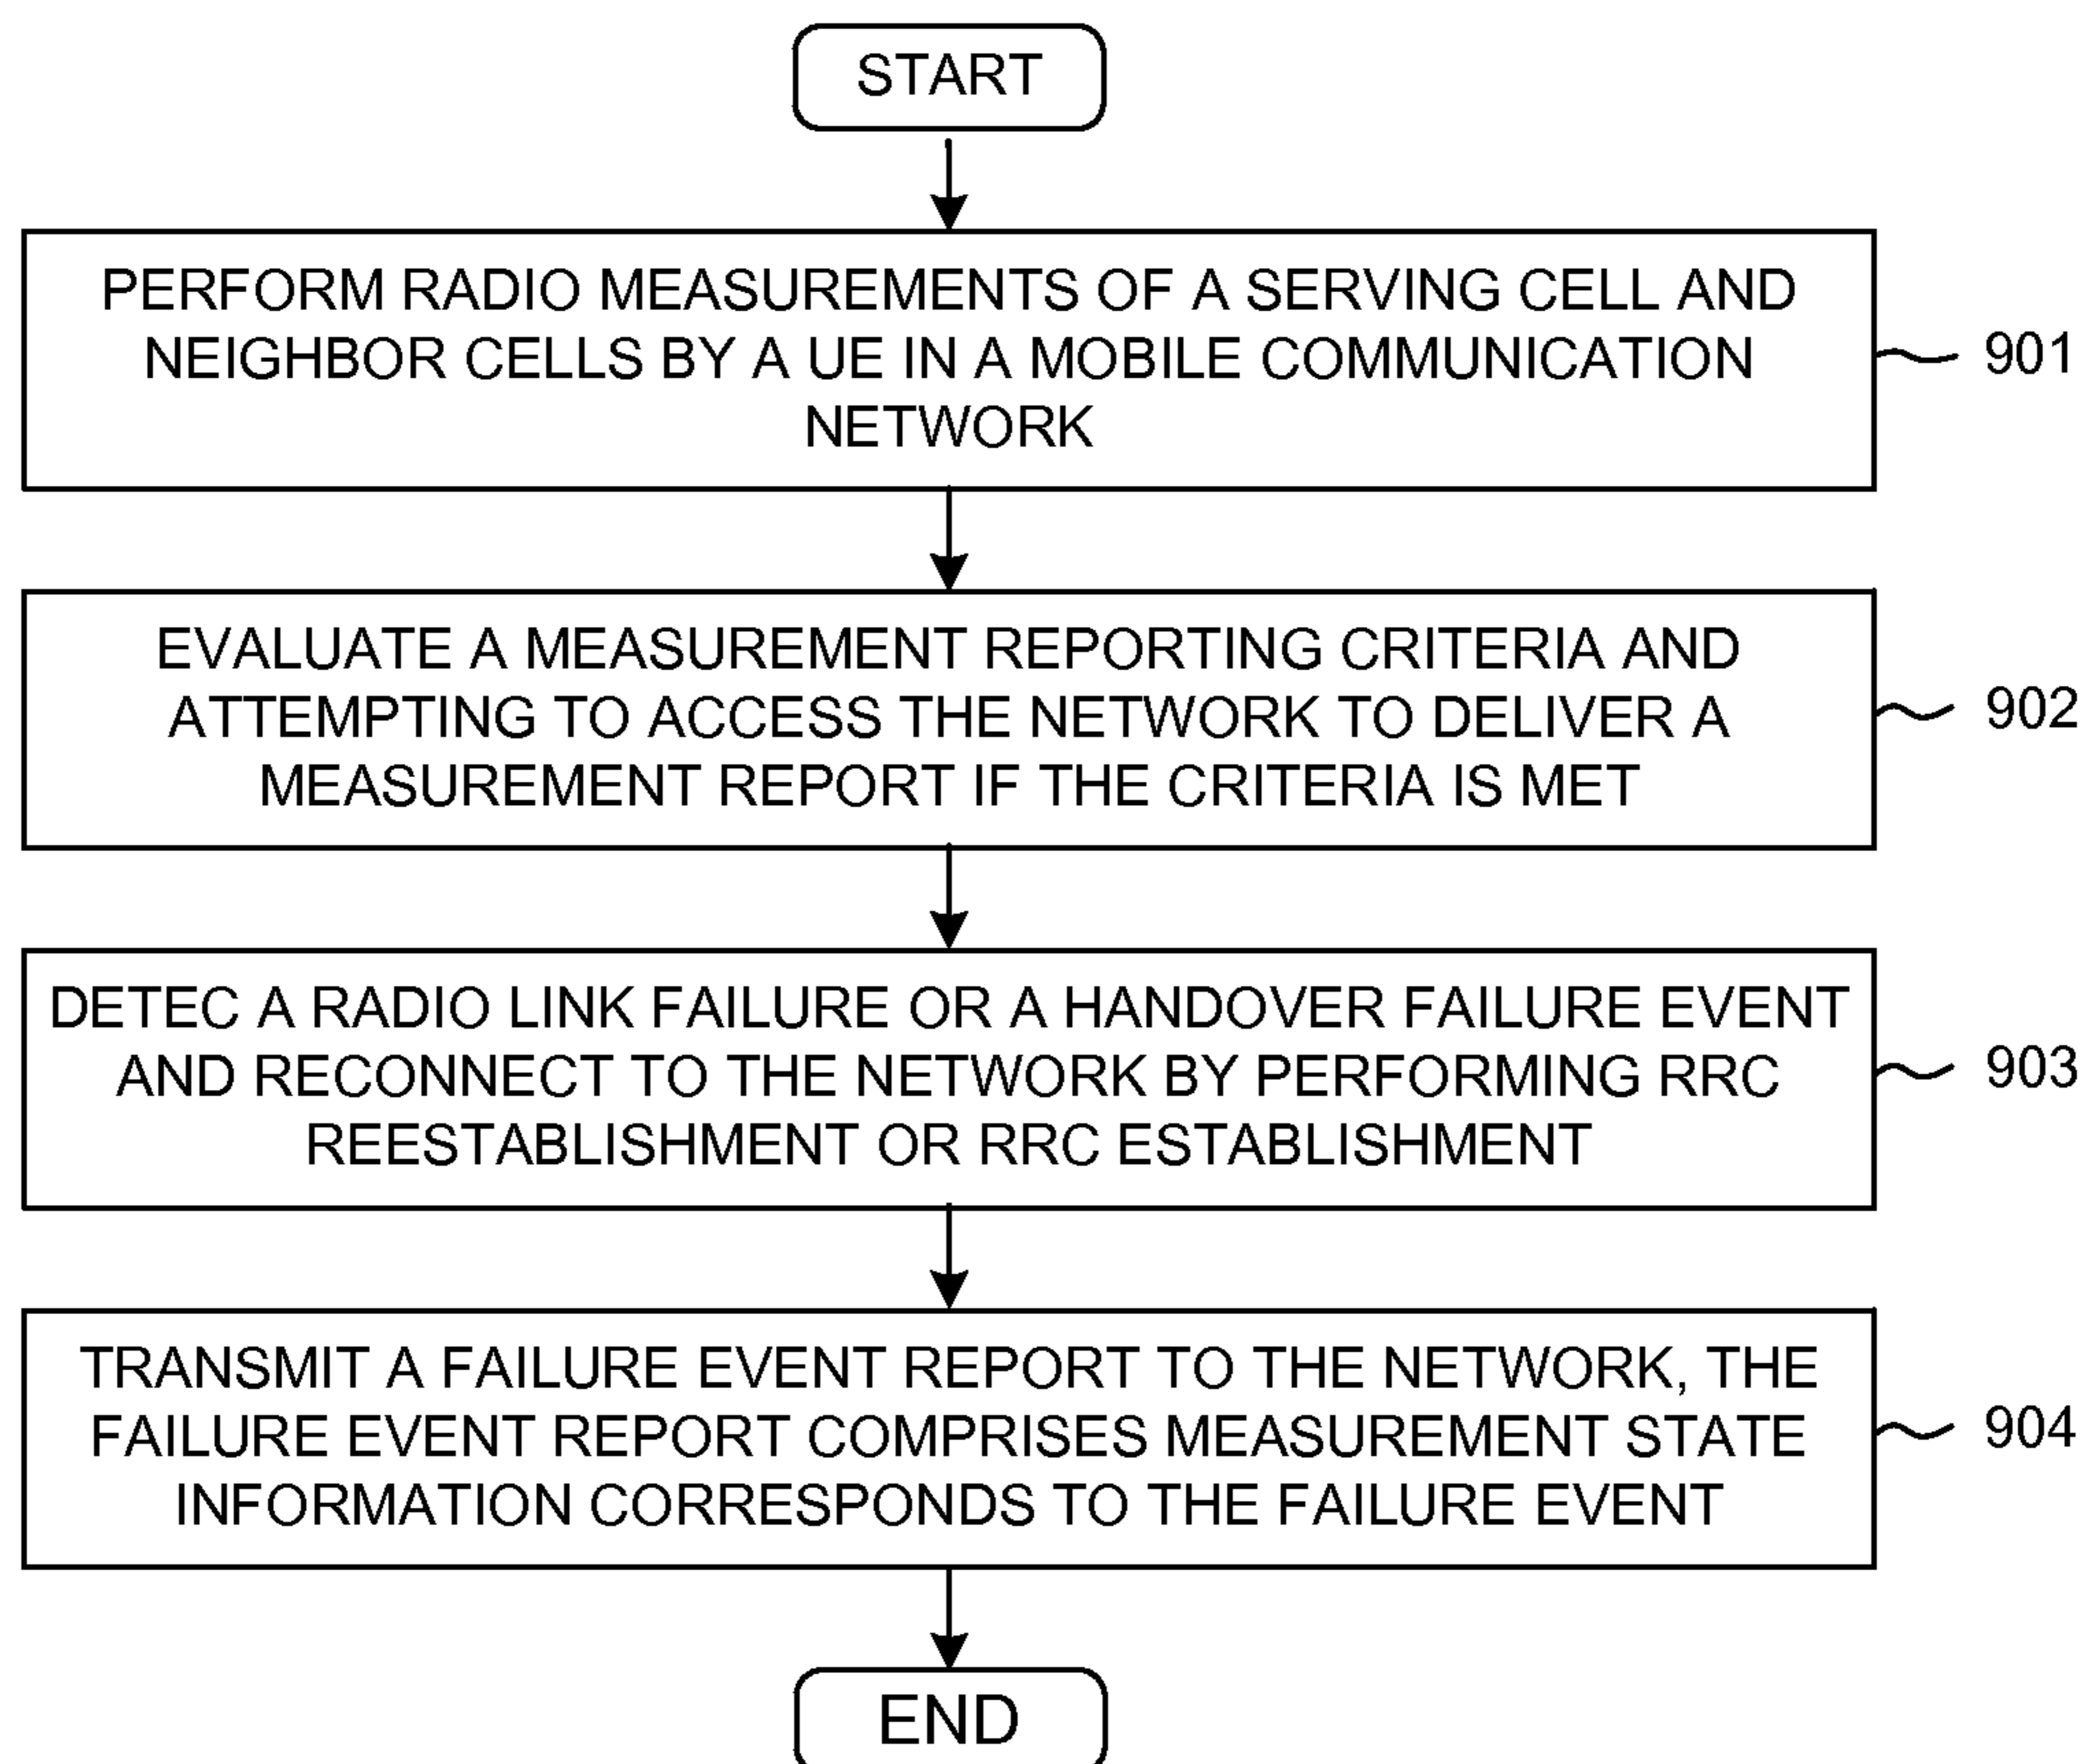 START
PERFORM RADIO MEASUREMENTS OF A SERVING CELL AND
NEIGHBOR CELLS BY A UE IN A MOBILE COMMUNICATION
NETWORK
901
EVALUATE A MEASUREMENT REPORTING CRITERIA AND
ATTEMPTING TO ACCESS THE NETWORK TO DELIVER A
MEASUREMENT REPORT IF THE CRITERIA IS MET
902
DETEC A RADIO LINK FAILURE OR A HANDOVER FAILURE EVENT
AND RECONNECT TO THE NETWORK BY PERFORMING RRC
REESTABLISHMENT OR RRC ESTABLISHMENT
903
TRANSMIT A FAILURE EVENT REPORT TO THE NETWORK, THE
FAILURE EVENT REPORT COMPRISES MEASUREMENT STATE
INFORMATION CORRESPONDS TO THE FAILURE EVENT
904
END